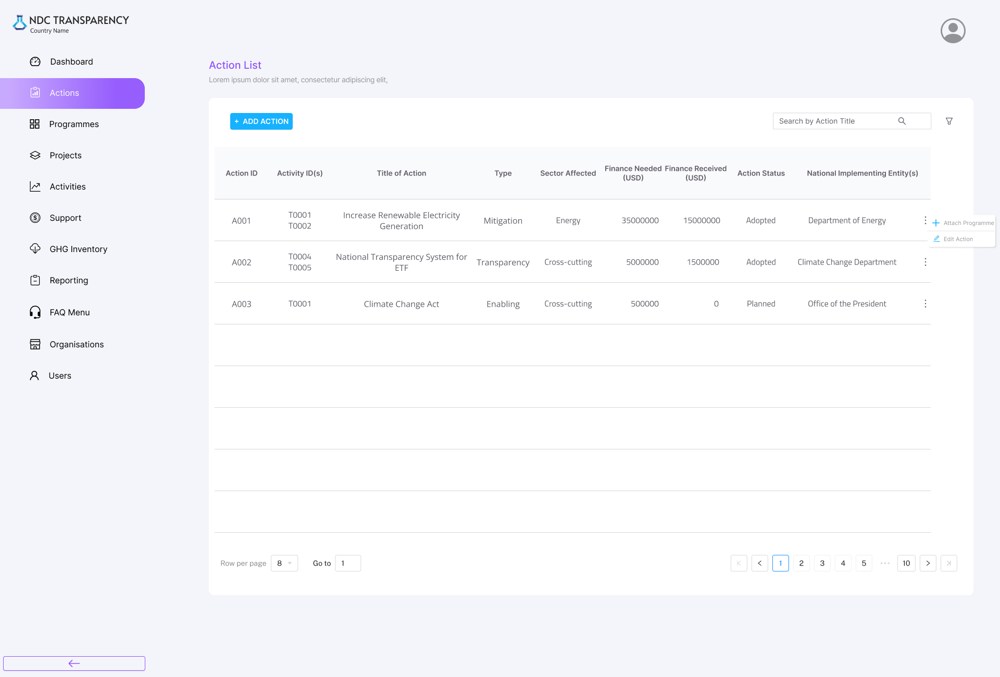 NDC TRANSPARENCY
Country Name
Dashboard
Actions
Programmes
Projects
Activities
Support
GHG Inventory
Reporting
FAQ Menu
Organisations
Users
Action List
Lorem ipsum dolor sit amet, consectetur adipiscing elit,
+ ADD ACTION
Search by Action Title
Action ID Activity ID(s) Title of Action Type Sector Affected Finance Needed (USD) Finance Received (USD) Action Status National Implementing Entity(s)
A001 T0001 T0002 Increase Renewable Electricity Generation Mitigation Energy 35000000 15000000 Adopted Department of Energy
Attach Programme
Edit Action
A002 T0004 T0005 National Transparency System for ETF Transparency Cross-cutting 5000000 1500000 Adopted Climate Change Department
A003 T0001 Climate Change Act Enabling Cross-cutting 500000 0 Planned Office of the President
Row per page 8 Go to 1
1 2 3 4 5 ••• 10